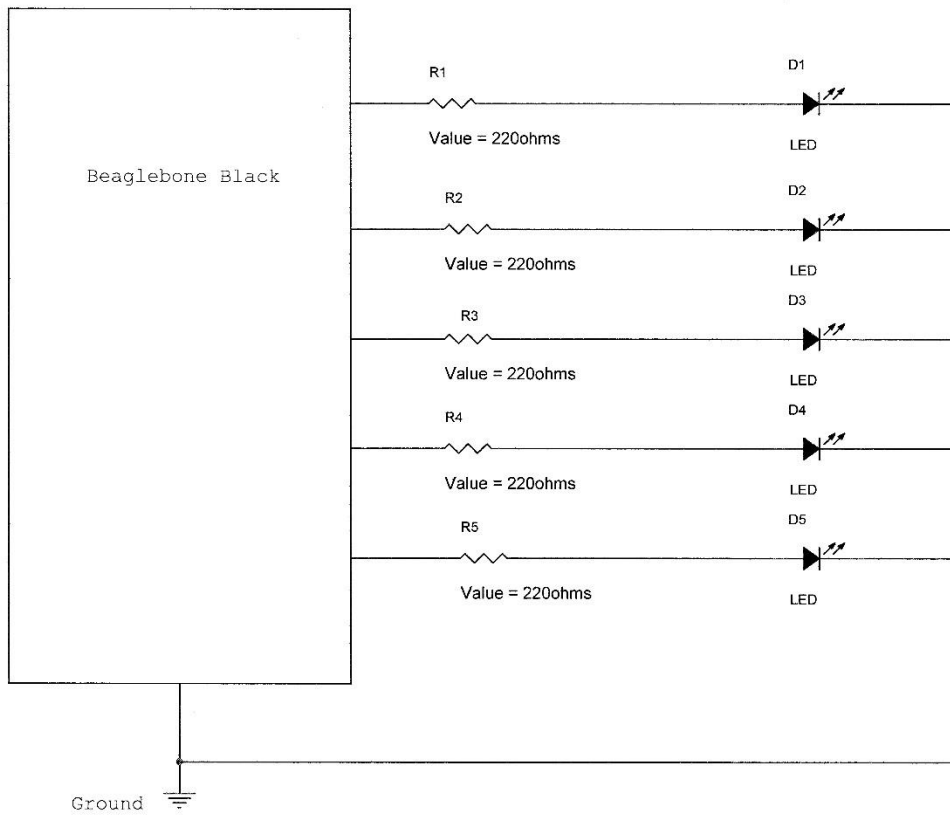 R1
D1
Value = 220ohms
LED
Beaglebone Black
R2
D2
Value = 220ohms
LED
R3
D3
Value = 220ohms
LED
R4
D4
Value = 220ohms
LED
R5
D5
Value = 220ohms
LED
Ground